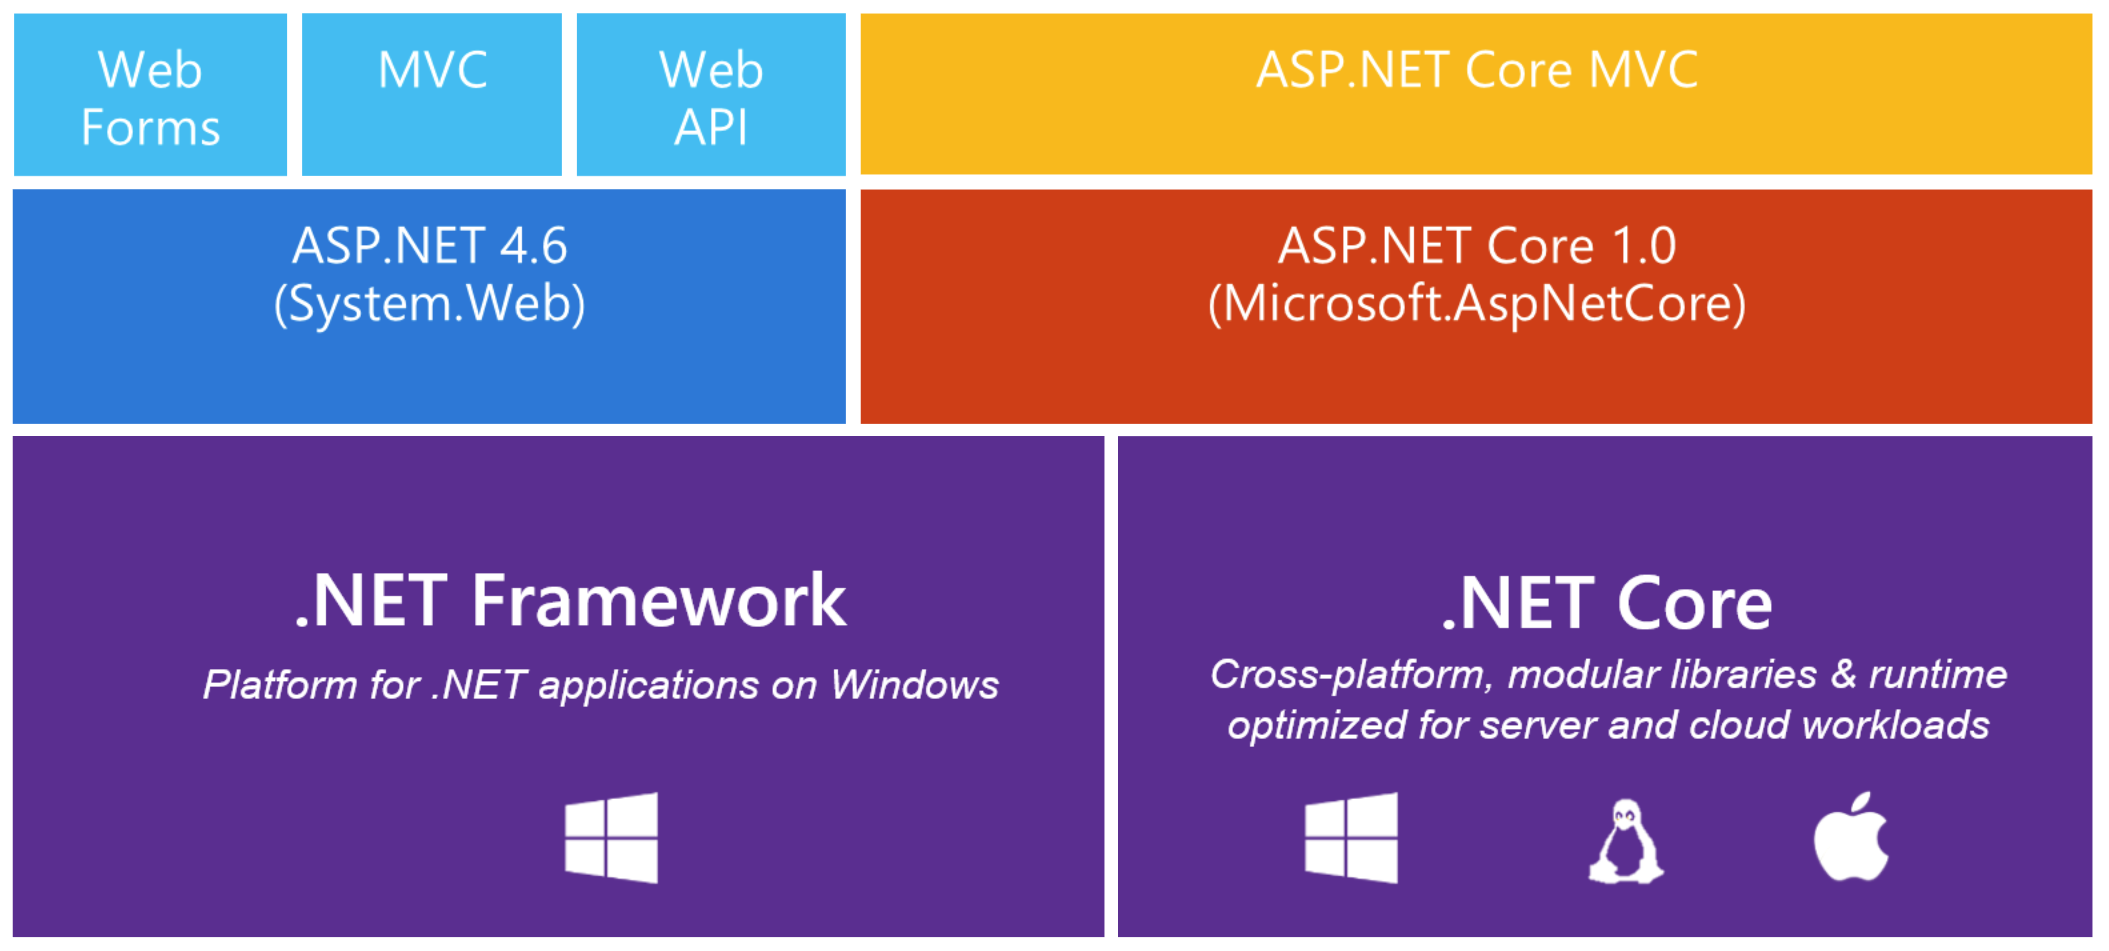 Web
Forms
MVC
Web
API
ASP.NET Core MVC
ASP.NET 4.6
(System.Web)
ASP.NET Core 1.0
(Microsoft.AspNetCore)
.NET Framework
Platform for .NET applications on Windows
.NET Core
Cross-platform, modular libraries & runtime
optimized for server and cloud workloads